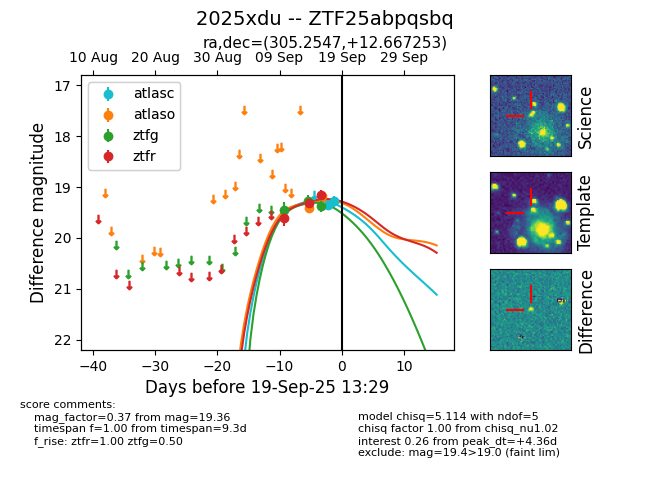 2025xdu -- ZTF25abpqsbq
ra,dec=(305.2547,+12.667253)
10 Aug 20 Aug 30 Aug 09 Sep 19 Sep 29 Sep
17
18
19
20
21
22
Difference magnitude
atlasc
atlaso
ztfg
ztfr
−40 −30 −20 −10 0 10
Days before 19-Sep-25 13:29
Science
Template
Difference
score comments:
mag_factor=0.37 from mag=19.36
timespan f=1.00 from timespan=9.3d
f_rise: ztfr=1.00 ztfg=0.50
model chisq=5.114 with ndof=5
chisq factor 1.00 from chisq_nu1.02
interest 0.26 from peak_dt=+4.36d
exclude: mag=19.4>19.0 (faint lim)